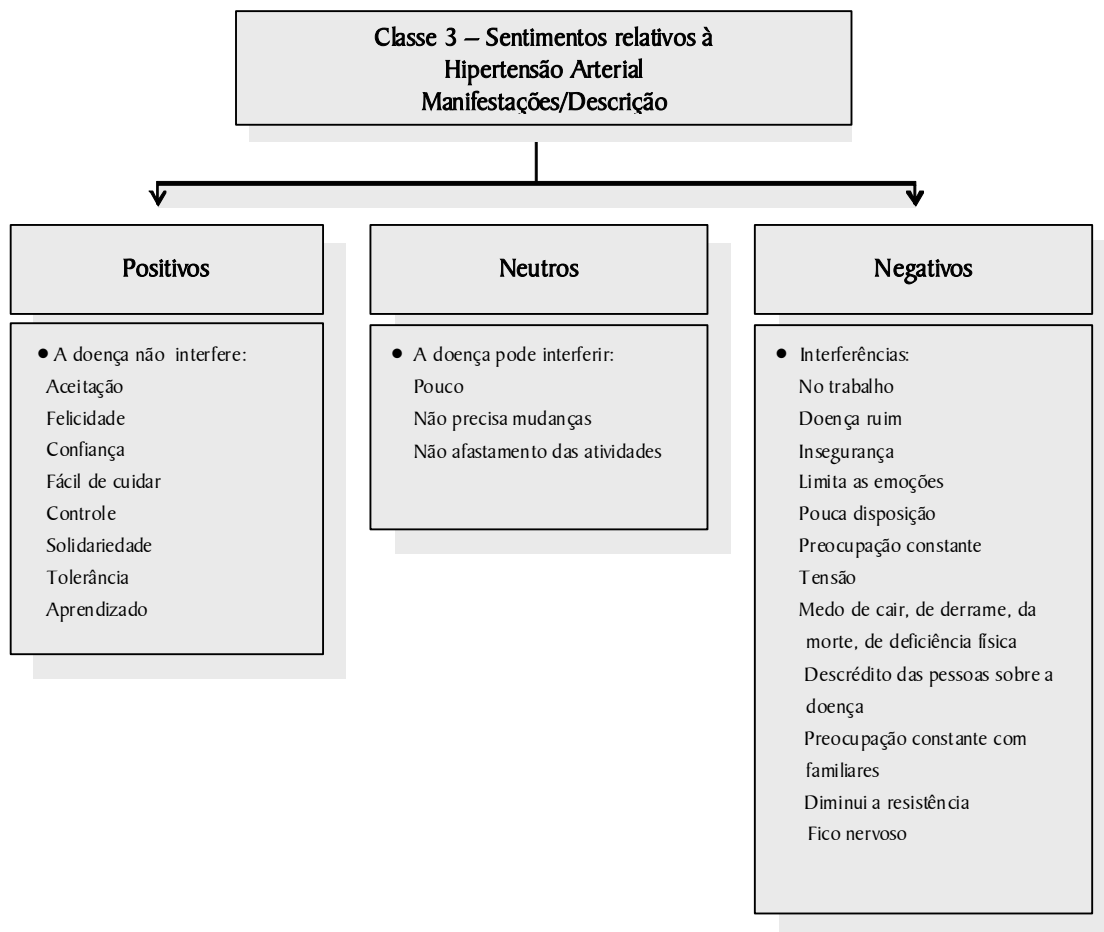 Classe 3 – Sentimentos relativos à
Hipertensão Arterial
Manifestações/Descrição
Positivos
● A doença não interfere:
Aceitação
Felicidade
Confiança
Fácil de cuidar
Controle
Solidariedade
Tolerância
Aprendizado
Neutros
● A doença pode interferir:
Pouco
Não precisa mudanças
Não afastamento das atividades
Negativos
● Interferências:
No trabalho
Doença ruim
Insegurança
Limita as emoções
Pouca disposição
Preocupação constante
Tensão
Medo de cair, de derrame, da
morte, de deficiência física
Descrédito das pessoas sobre a
doença
Preocupação constante com
familiares
Diminui a resistência
Fico nervoso